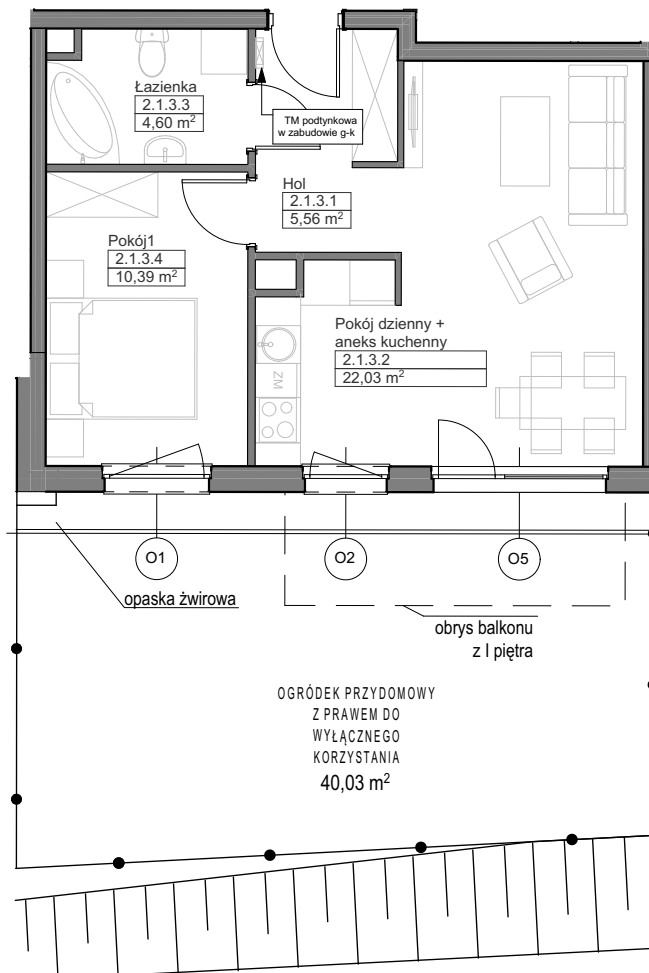 Łazienka
2.1.3.3
4,60 m²
TM podtynkowa
w zabudowie g-k
Hol
2.1.3.1
5,56 m²
Pokój1
2.1.3.4
10,39 m²
Pokój dzienny +
aneks kuchenny
2.1.3.2
22,03 m²
ZM
O1
O2
O5
opaska żwirowa
obrys balkonu
z I piętra
OGRÓDEK PRZYDOMOWY
Z PRAWEM DO
WYŁĄCZNEGO
KORZYSTANIA
40,03 m²